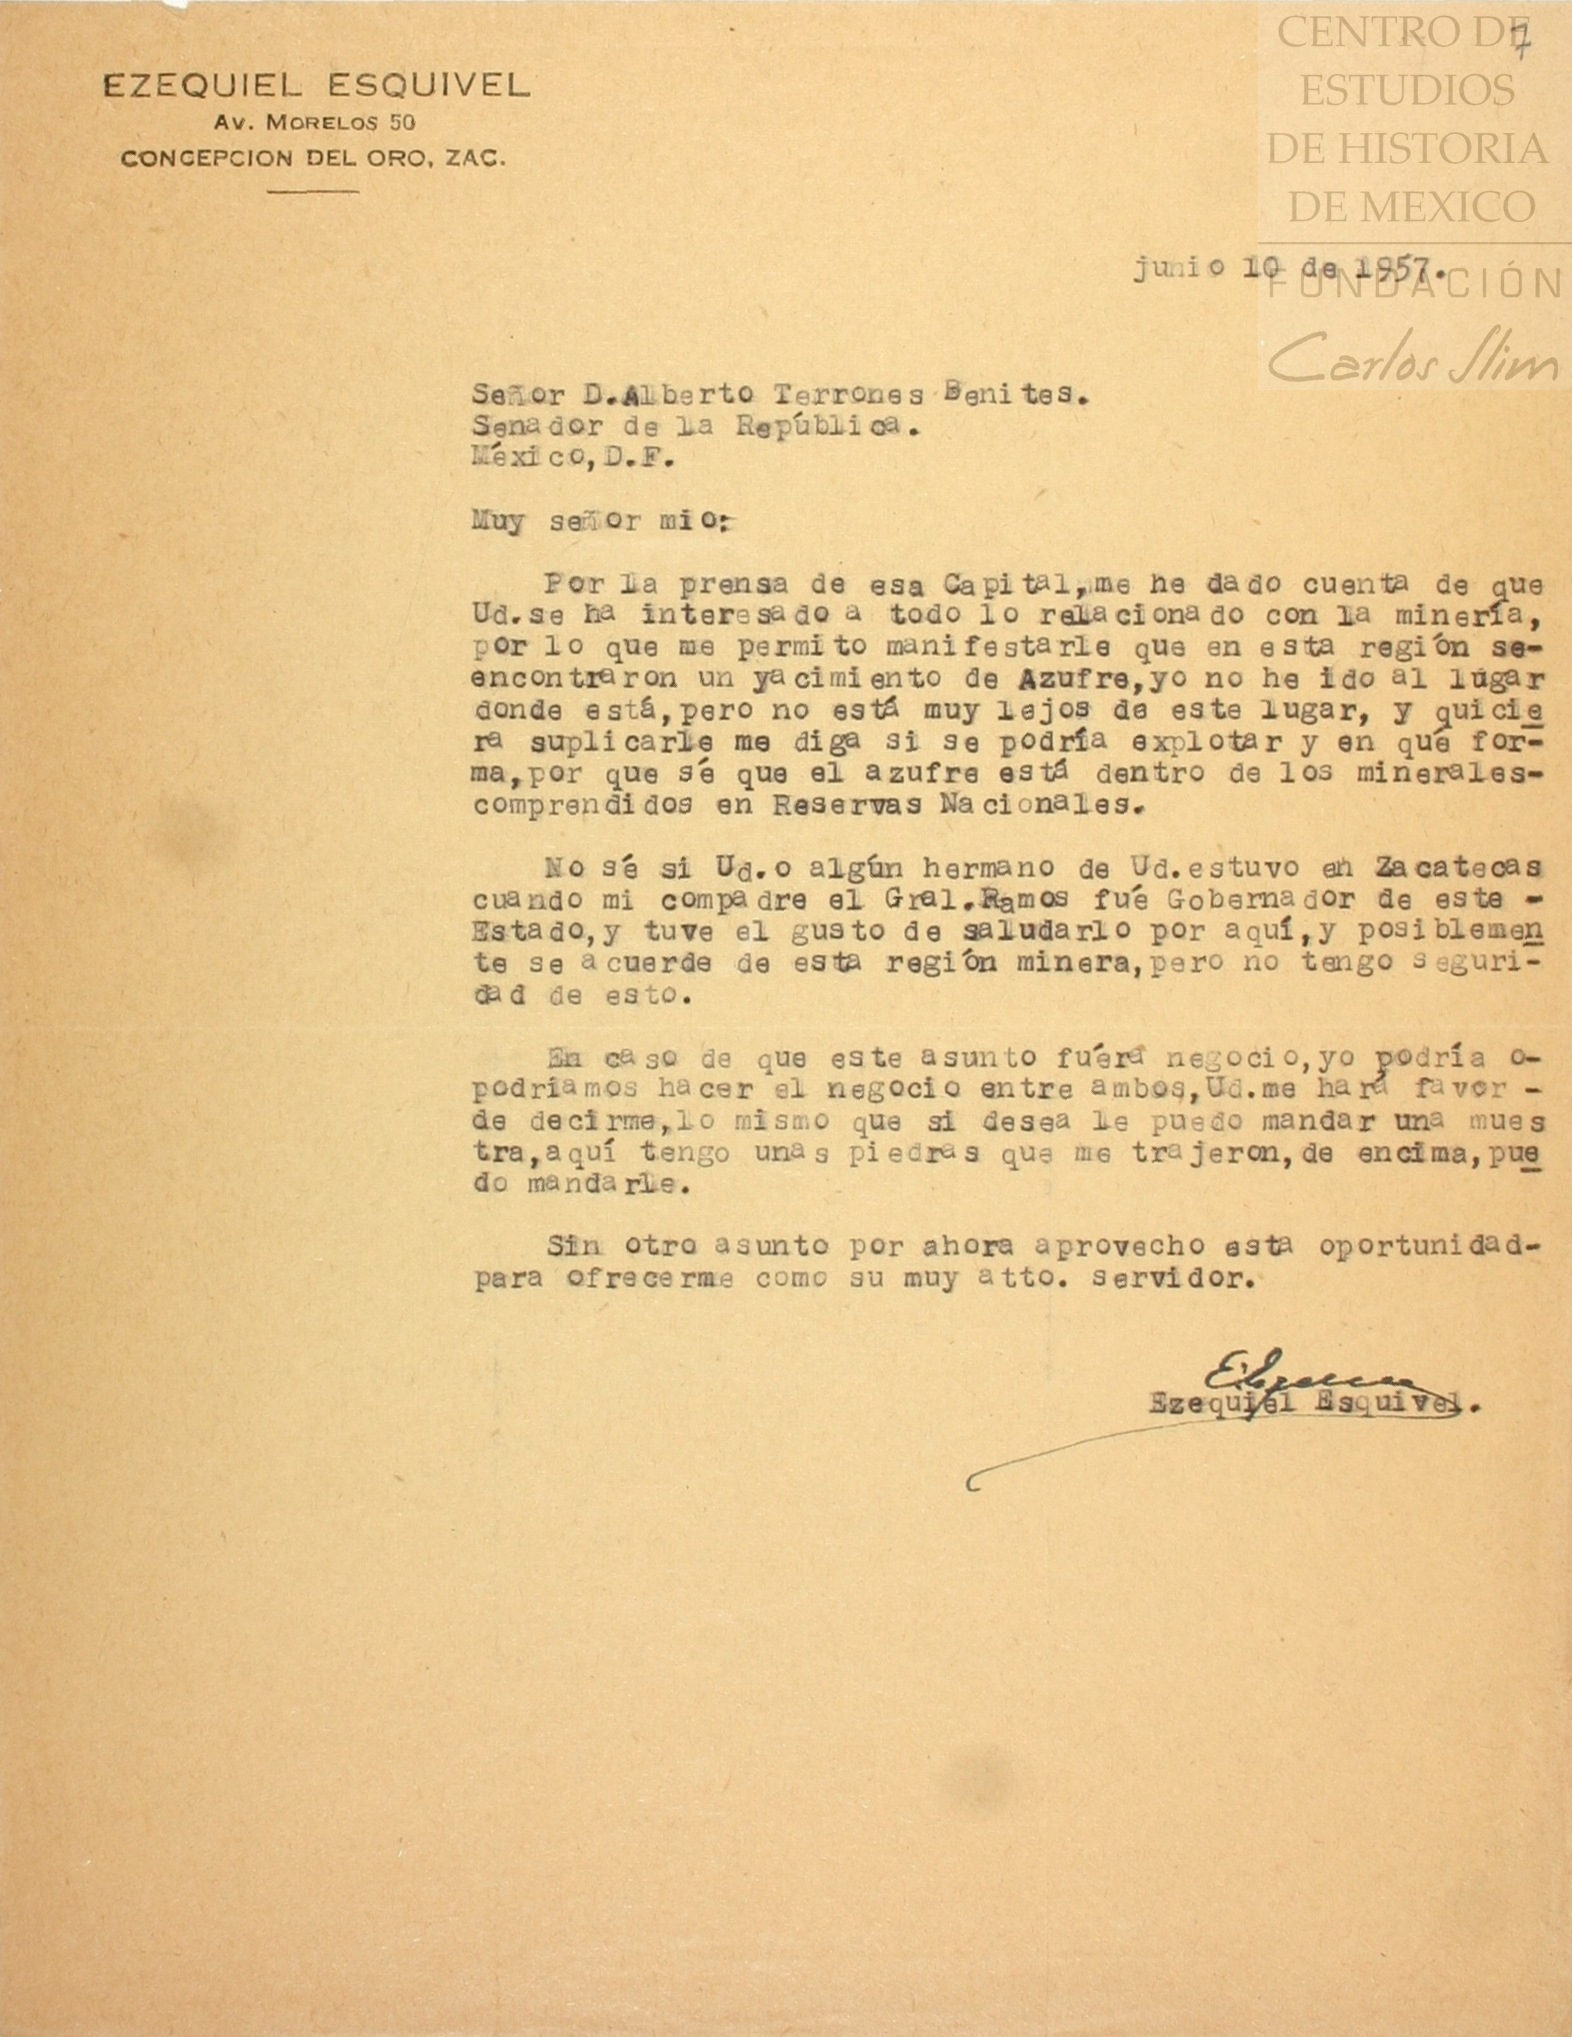 7
CENTRO DE
ESTUDIOS
DE HISTORIA
DE MEXICO
FUNDACIÓN
Carlos Slim
EZEQUIEL ESQUIVEL
AV. MORELOS 50
CONCEPCION DEL ORO, ZAC.
junio 10 de 1957.
Señor D.Alberto Terrones Benites.
Senador de la República.
México,D.F.
Muy señor mio:
Por la prensa de esa Capital,me he dado cuenta de que
Ud.se ha interesado a todo lo relacionado con la minería,
por lo que me permito manifestarle que en esta región se-
encontraron un yacimiento de Azufre,yo no he ido al lúgar
donde está,pero no está muy lejos de este lugar, y quicie
ra suplicarle me diga si se podría explotar y en qué for-
ma,por que sé que el azufre está dentro de los minerales-
comprendidos en Reservas Nacionales.
No sé si Ud.o algún hermano de Ud.estuvo en Zacatecas
cuando mi compadre el Gral.Ramos fué Gobernador de este -
Estado,y tuve el gusto de saludarlo por aquí,y posiblemen
te se acuerde de esta región minera,pero no tengo seguri-
dad de esto.
En caso de que este asunto fuéra negocio,yo podría o-
podríamos hacer el negocio entre ambos,Ud.me hará favor -
de decirme,lo mismo que si desea le puedo mandar una mues
tra,aquí tengo unas piedras que me trajeron,de encima,pue
do mandarle.
Sin otro asunto por ahora aprovecho esta oportunidad-
para ofrecerme como su muy atto. servidor.
Ezequiel Esquivel.